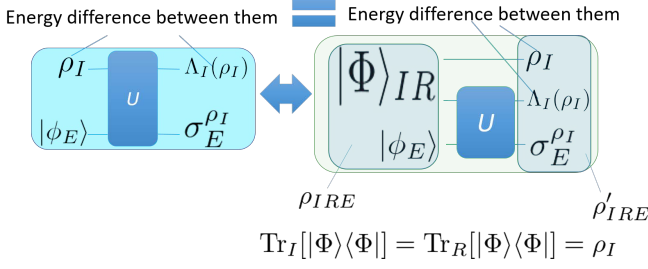 Energy difference between them
Energy difference between them
ρ_I
U
Λ_I(ρ_I)
|ϕ_E⟩
σ_E^{ρ_I}
|Φ⟩_{IR}
ρ_I
Λ_I(ρ_I)
U
|ϕ_E⟩
σ_E^{ρ_I}
ρ_{IRE}
ρ'_{IRE}
Tr_I[|Φ⟩⟨Φ|] = Tr_R[|Φ⟩⟨Φ|] = ρ_I